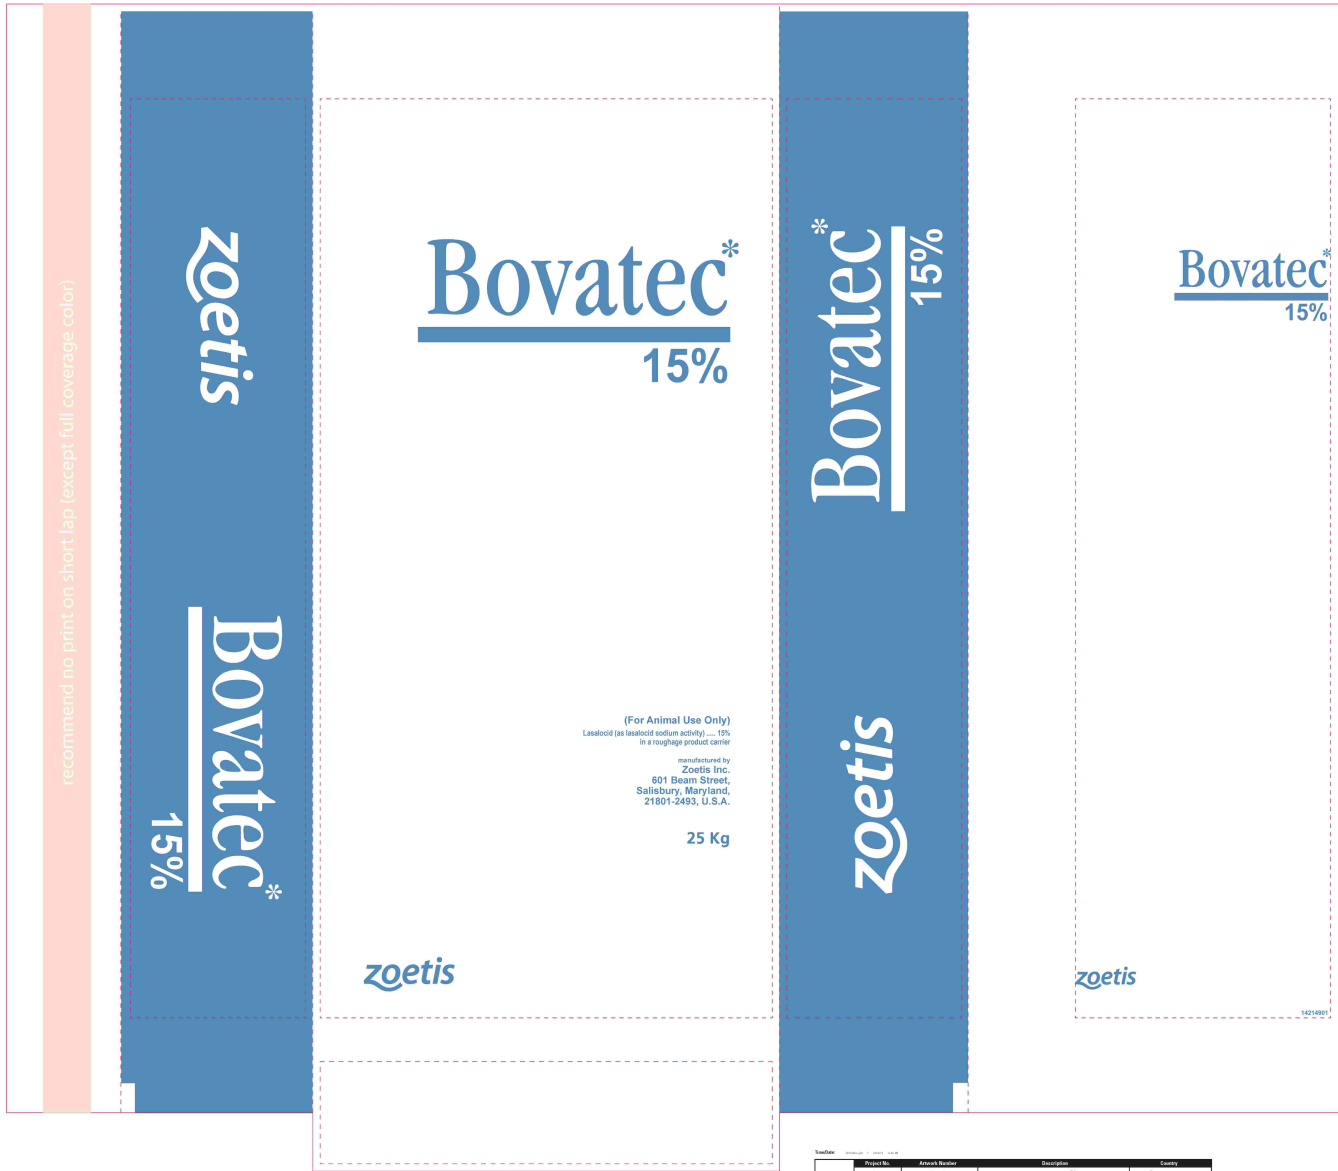 recommend no print on short lap (except full coverage color)
zoetis
Bovatec*
15%
Bovatec*
15%
(For Animal Use Only)
Lasalocid (as lasalocid sodium activity) ..... 15%
in a roughage product carrier
manufactured by
Zoetis Inc.
601 Beam Street,
Salisbury, Maryland,
21801-2493, U.S.A.
25 Kg
zoetis
Bovatec*
15%
zoetis
Bovatec*
15%
zoetis
14214901
Time/Date:
Project No.
Artwork Number
Description
Country